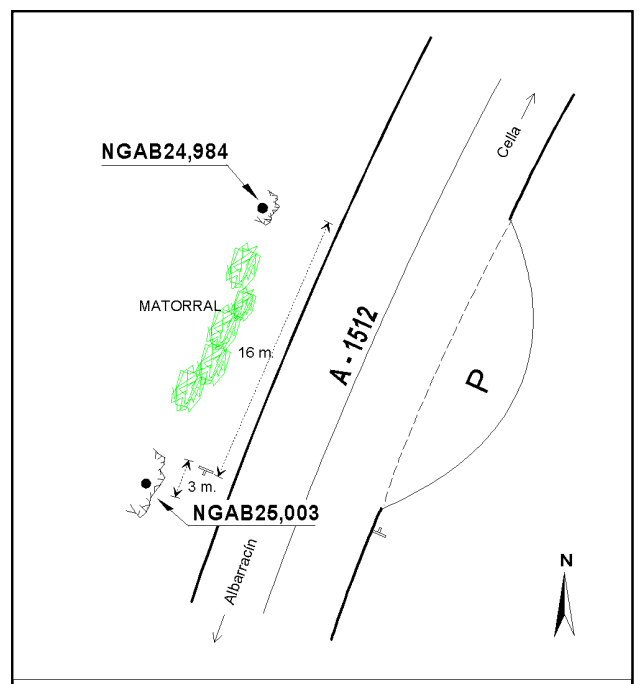 Cella
NGAB24,984
MATORRAL
A - 1512
16 m.
P
3 m.
NGAB25,003
Albarracín
N